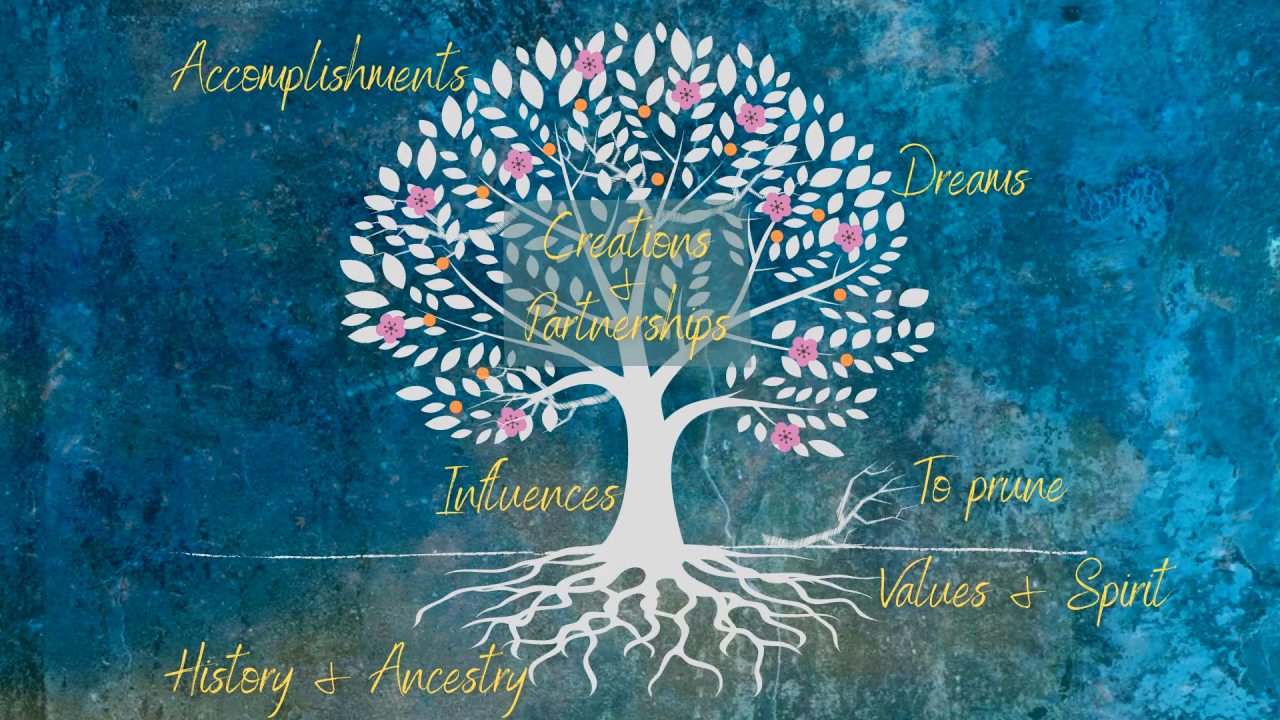 Accomplishments
Dreams
Creations
&
Partnerships
Influences
To prune
Values & Spirit
History & Ancestry